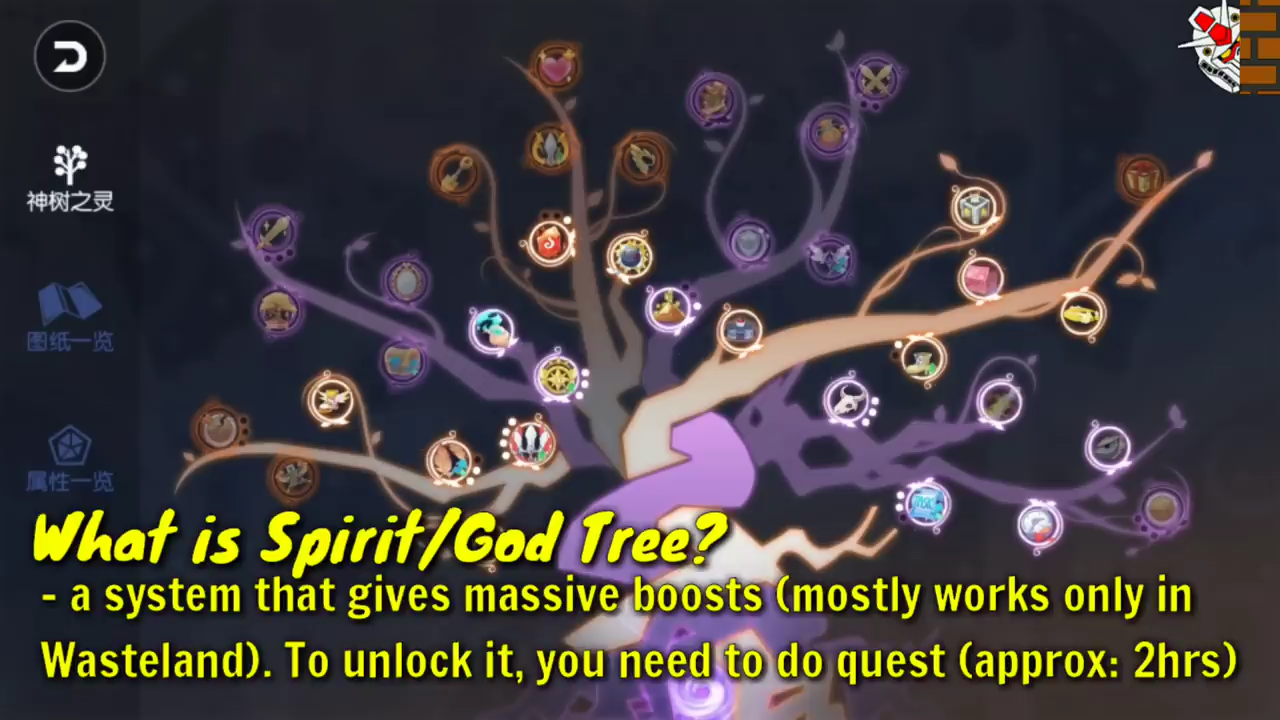 神树之灵
图纸一览
属性一览
What is Spirit/God Tree?
- a system that gives massive boosts (mostly works only in
Wasteland). To unlock it, you need to do quest (approx: 2hrs)